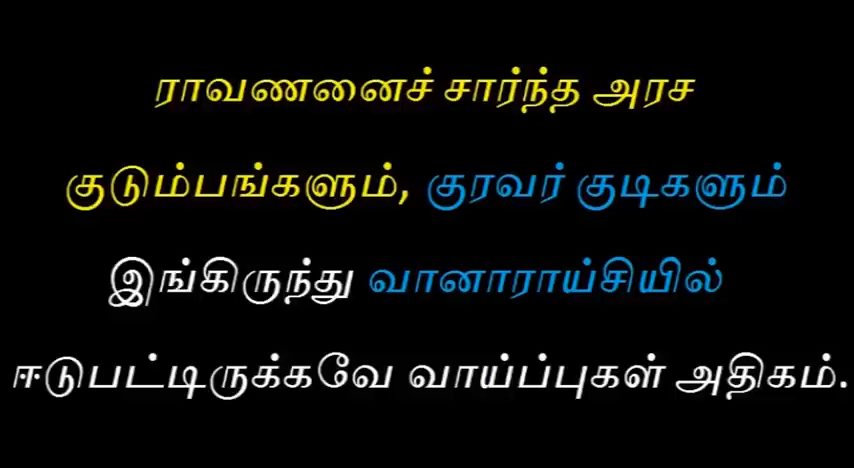 ராவணனைச் சார்ந்த அரச
குடும்பங்களும், குரவர் குடிகளும்
இங்கிருந்து வானாராய்சியில்
ஈடுபட்டிருக்கவே வாய்ப்புகள் அதிகம்.